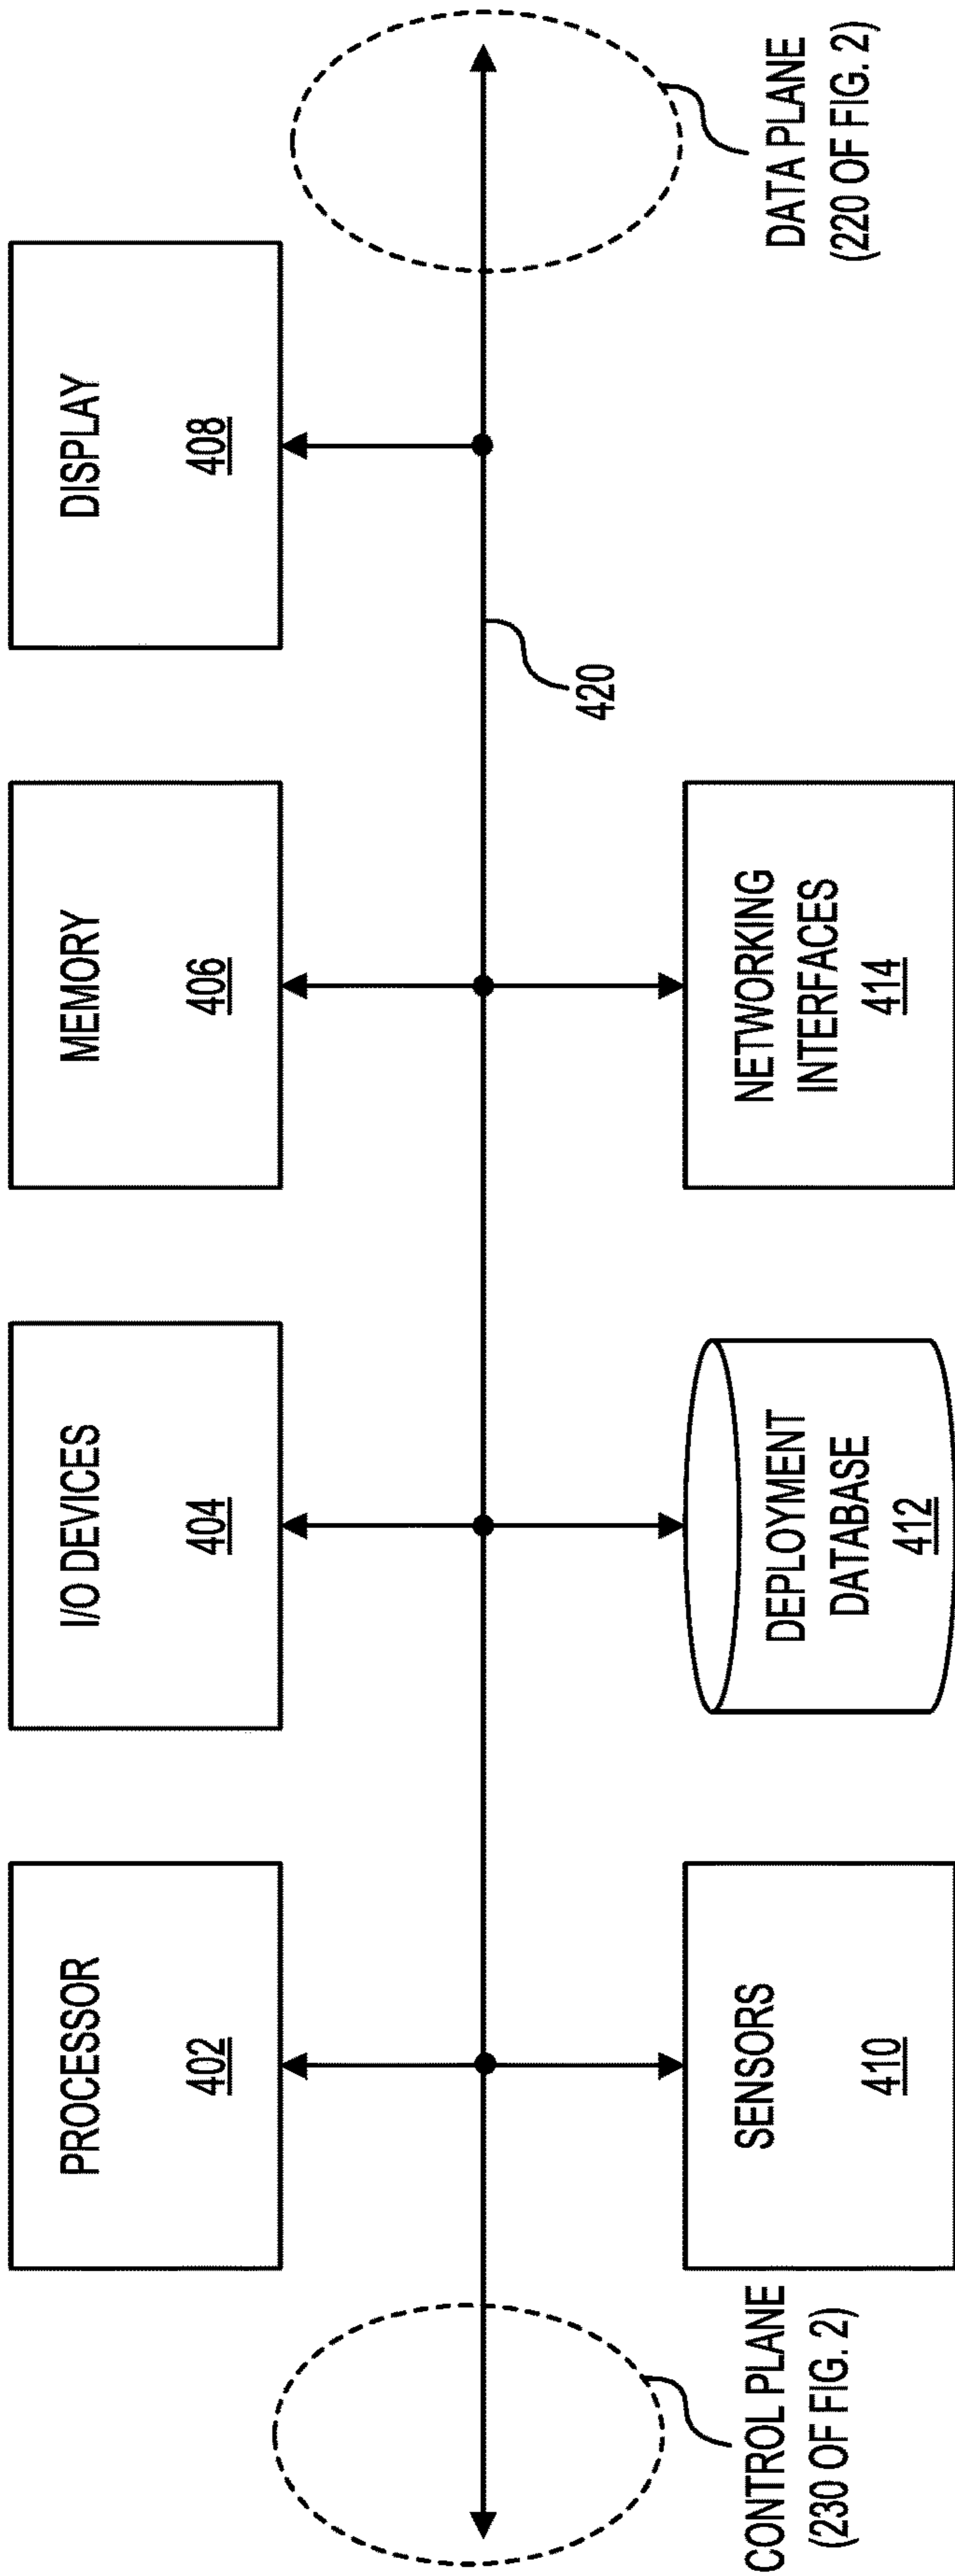 PROCESSOR
402
I/O DEVICES
404
MEMORY
406
DISPLAY
408
420
CONTROL PLANE
(230 OF FIG. 2)
SENSORS
410
DEPLOYMENT
DATABASE
412
NETWORKING
INTERFACES
414
DATA PLANE
(220 OF FIG. 2)